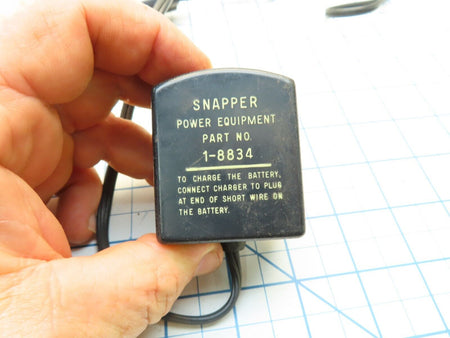 SNAPPER
POWER EQUIPMENT
PART NO.
1-8834
TO CHARGE THE BATTERY,
CONNECT CHARGER TO PLUG
AT END OF SHORT WIRE ON
THE BATTERY.